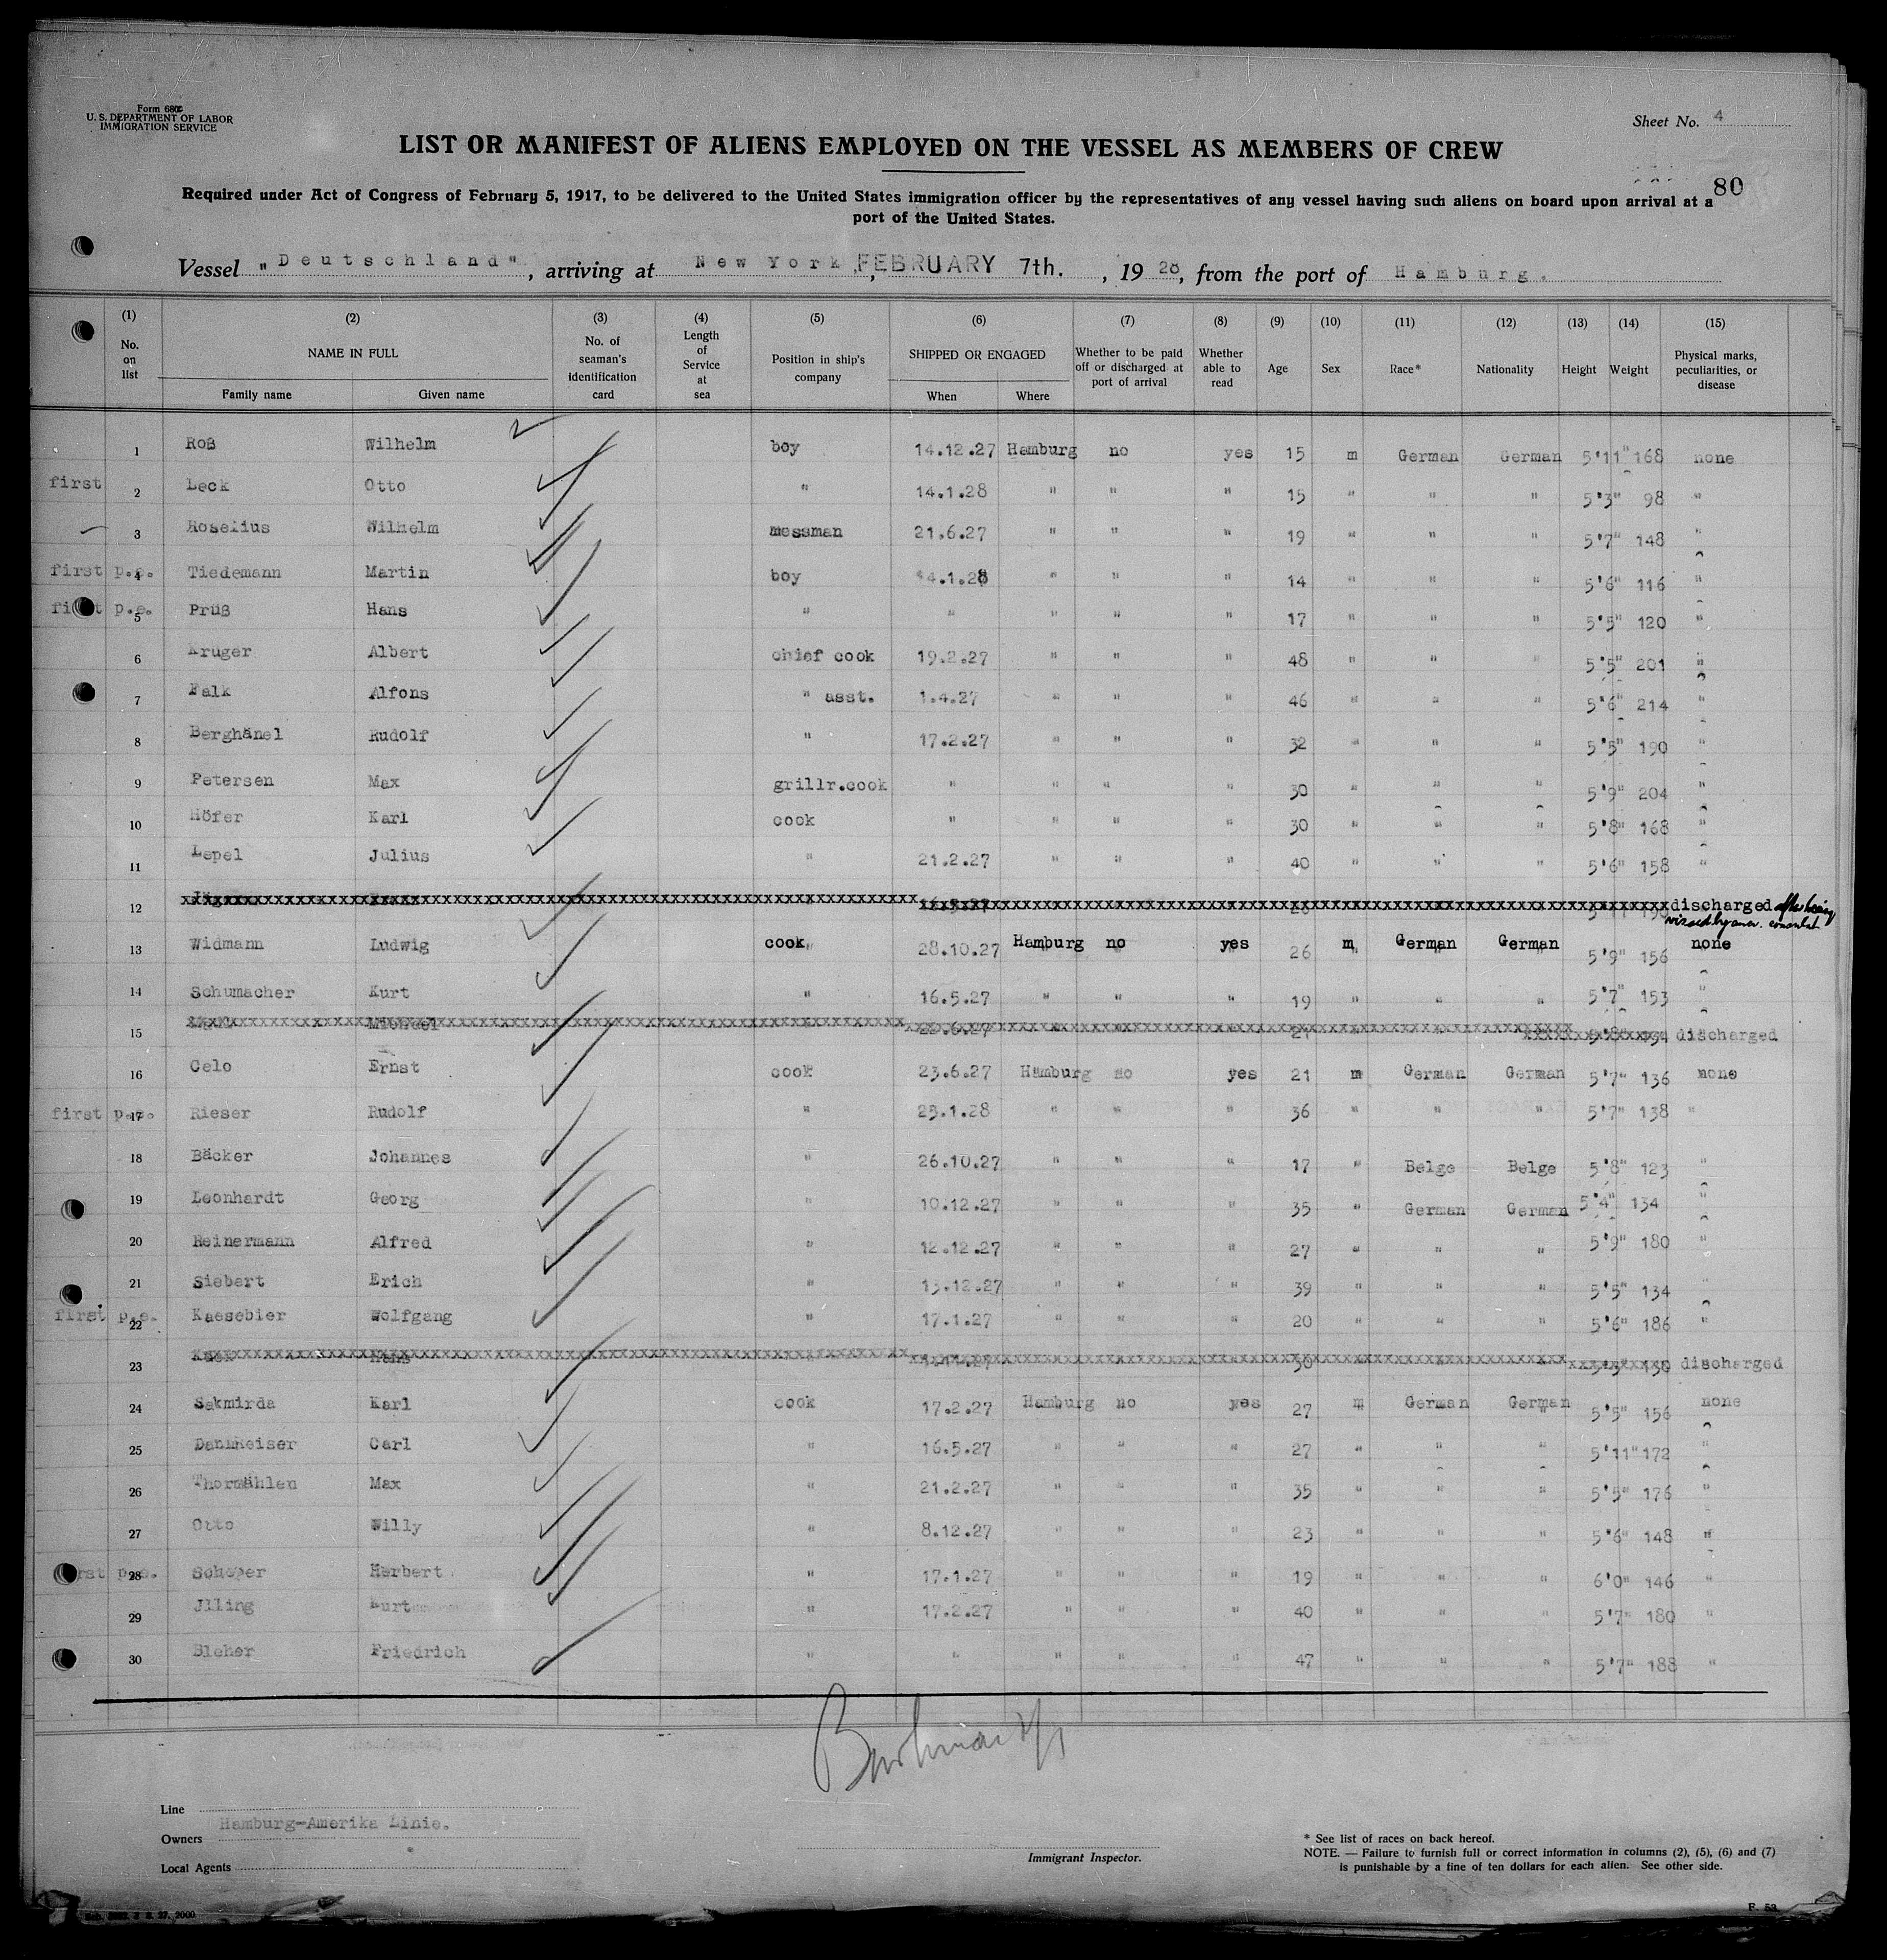 Form 680
U. S. DEPARTMENT OF LABOR
IMMIGRATION SERVICE
Sheet No. 4
LIST OR MANIFEST OF ALIENS EMPLOYED ON THE VESSEL AS MEMBERS OF CREW
80
Required under Act of Congress of February 5, 1917, to be delivered to the United States immigration officer by the representatives of any vessel having such aliens on board upon arrival at a
port of the United States.
Vessel "Deutschland", arriving at New York, FEBRUARY 7th., 1928, from the port of Hamburg.
(1) (2) (3) (4) (5) (6) (7) (8) (9) (10) (11) (12) (13) (14) (15)
No. on list NAME IN FULL Family name Given name No. of seaman's identification card Length of Service at sea Position in ship's company SHIPPED OR ENGAGED When Where Whether to be paid off or discharged at port of arrival Whether able to read Age Sex Race* Nationality Height Weight Physical marks, peculiarities, or disease
1 Roß Wilhelm boy 14.12.27 Hamburg no yes 15 m German German 5'11" 168 none
first 2 Leck Otto " 14.1.28 " " " 15 " " " 5'3" 98 "
3 Roselius Wilhelm messman 21.6.27 " " " 19 " " " 5'7" 148 "
first p.e. 4 Tiedemann Martin boy 14.1.28 " " " 14 " " " 5'6" 116 "
first p.e. 5 Prüß Hans " " " " " 17 " " " 5'5" 120 "
6 Kruger Albert chief cook 19.2.27 " " " 48 " " " 5'5" 201 "
7 Falk Alfons " asst. 1.4.27 " " " 46 " " " 5'6" 214 "
8 Berghänel Rudolf " 17.2.27 " " " 32 " " " 5'5" 190 "
9 Petersen Max grillr.cook " " " " 30 " " " 5'9" 204 "
10 Höfer Karl cook " " " " 30 " " " 5'8" 168 "
11 Lepel Julius " 21.2.27 " " " 40 " " " 5'6" 158 "
12 discharged after being
visaed by amer. consulat
13 Widmann Ludwig cook 28.10.27 Hamburg no yes 26 m German German 5'9" 156 none
14 Schumacher Kurt " 16.5.27 " " " 19 " " " 5'7" 153 "
15 Michael 27 discharged
16 Celo Ernst cook 23.6.27 Hamburg no yes 21 m German German 5'7" 136 none
first p.e. 17 Rieser Rudolf " 23.1.28 " " " 36 " " " 5'7" 138 "
18 Bäcker Johannes " 26.10.27 " " " 17 " Belge Belge 5'8" 123 "
19 Leonhardt Georg " 10.12.27 " " " 35 " German German 5'4" 134 "
20 Reinermann Alfred " 12.12.27 " " " 27 " " " 5'9" 180 "
21 Siebert Erich " 13.12.27 " " " 39 " " " 5'5" 134 "
first p.e. 22 Kaesebier Wolfgang " 17.1.27 " " " 20 " " " 5'6" 186 "
23 Hans 30 discharged
24 Sakmirda Karl cook 17.2.27 Hamburg no yes 27 m German German 5'5" 156 none
25 Dannheiser Carl " 16.5.27 " " " 27 " " " 5'11" 172 "
26 Thormählen Max " 21.2.27 " " " 35 " " " 5'5" 176 "
27 Otto Willy " 8.12.27 " " " 23 " " " 5'6" 148 "
first p.e. 28 Schoper Herbert " 17.1.27 " " " 19 " " " 6'0" 146 "
29 Jlling Kurt " 17.2.27 " " " 40 " " " 5'7" 180 "
30 Bleher Friedrich " " " " " 47 " " " 5'7" 188 "
Line
Hamburg-Amerika Linie.
Owners
Local Agents
Immigrant Inspector.
* See list of races on back hereof.
NOTE. — Failure to furnish full or correct information in columns (2), (5), (6) and (7)
is punishable by a fine of ten dollars for each alien. See other side.
F. 53.